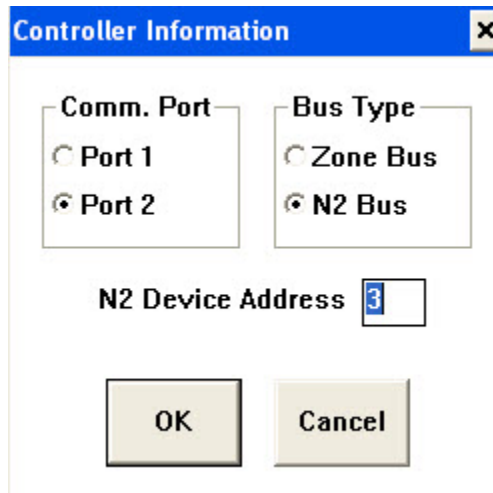 Controller Information
Comm. Port
Port 1
Port 2
Bus Type
Zone Bus
N2 Bus
N2 Device Address 3
OK
Cancel